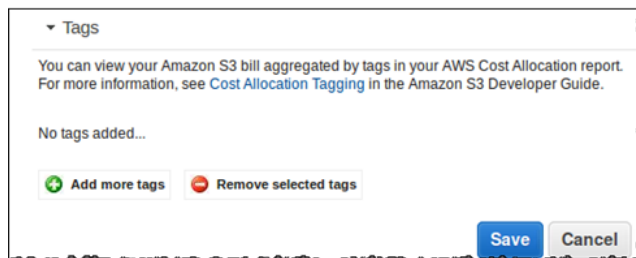 Tags
You can view your Amazon S3 bill aggregated by tags in your AWS Cost Allocation report.
For more information, see Cost Allocation Tagging in the Amazon S3 Developer Guide.
No tags added...
Add more tags Remove selected tags
Save Cancel